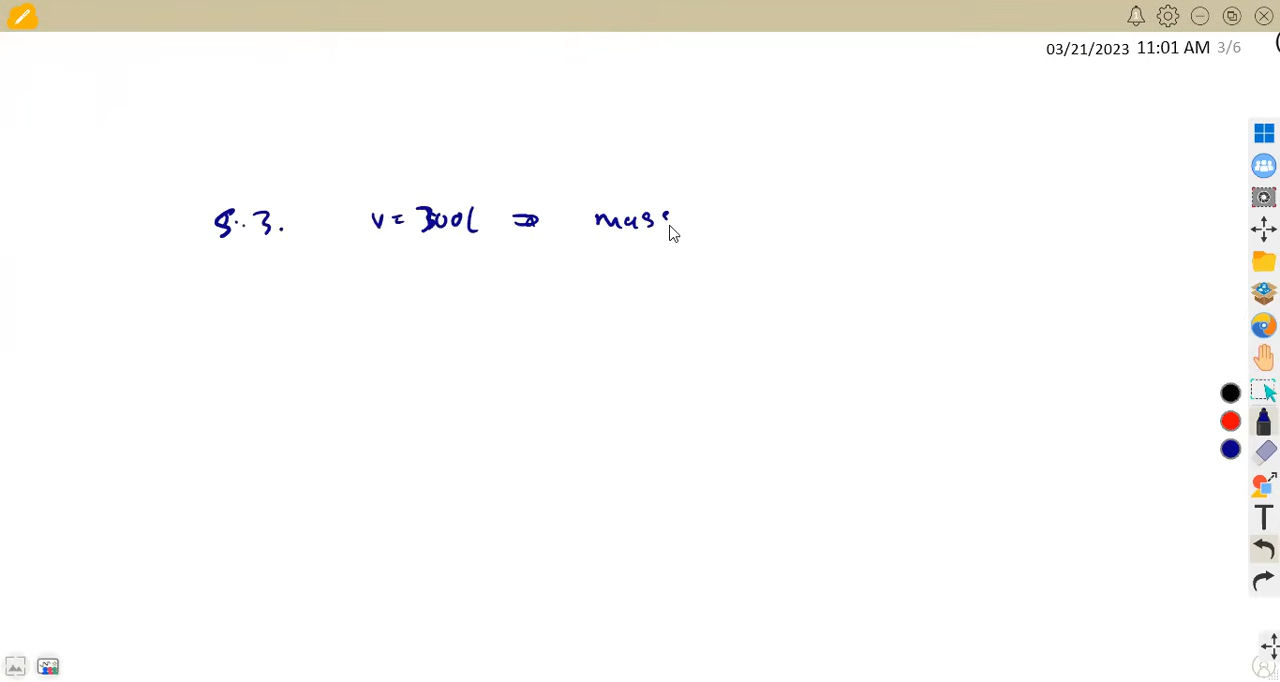 03/21/2023 11:01 AM 3/6
8.3. v = 300l ⇒ mass